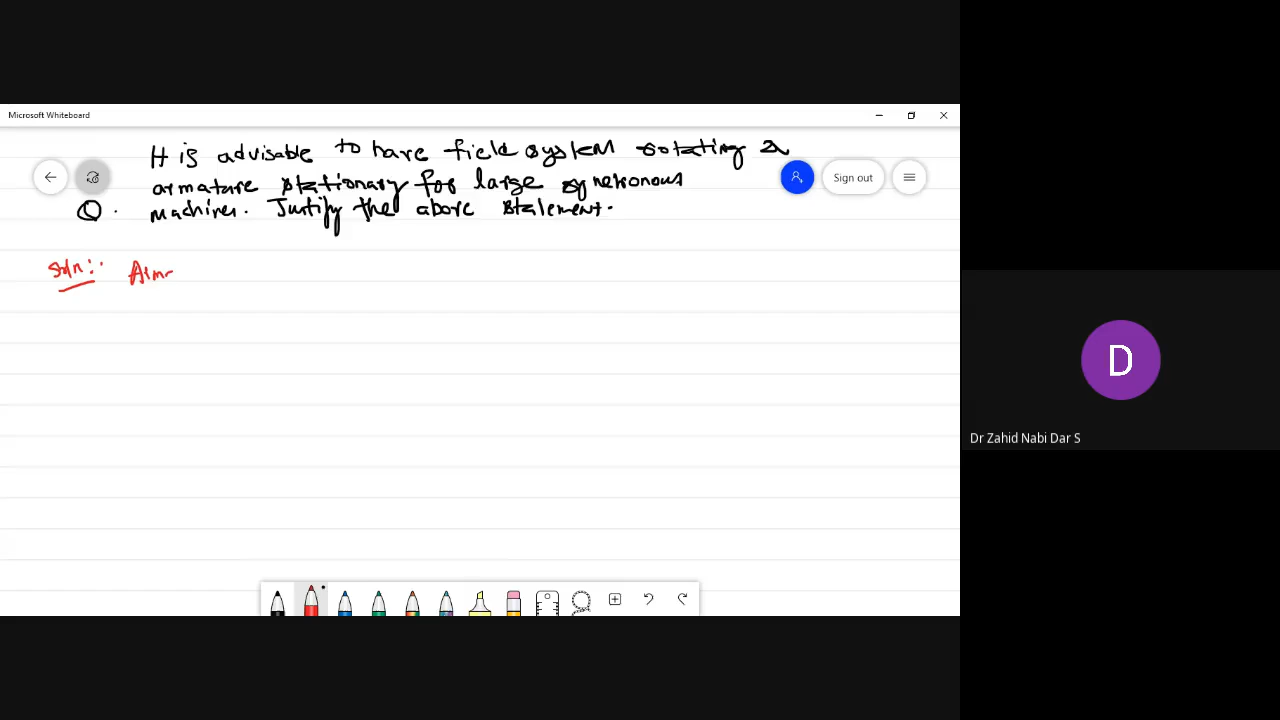 Microsoft Whiteboard
It is advisable to have field system rotating &
armature stationary for large synchronous
Sign out
Q. machines. Justify the above statement.
Soln:- Alm
D
Dr Zahid Nabi Dar S